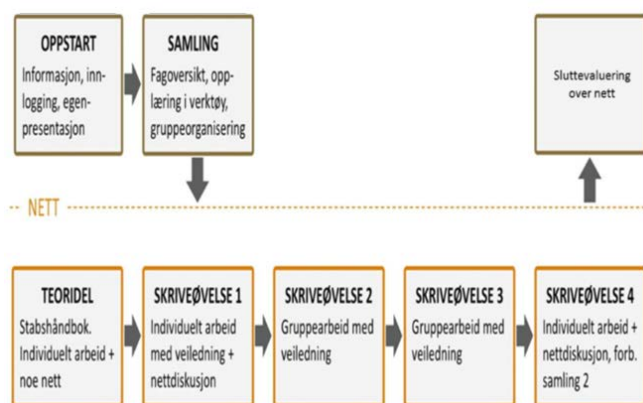 OPPSTART
Informasjon, inn-
logging, egen-
presentasjon
SAMLING
Fagoversikt, opp-
læring i verktøy,
gruppeorganisering
Sluttevaluering
over nett
NETT
TEORIDEL
Stabshåndbok.
Individuelt arbeid +
noe nett
SKRIVEØVELSE 1
Individuelt arbeid
med veiledning +
nettdiskusjon
SKRIVEØVELSE 2
Gruppearbeid med
veiledning
SKRIVEØVELSE 3
Gruppearbeid med
veiledning
SKRIVEØVELSE 4
Individuelt arbeid +
nettdiskusjon, forb.
samling 2